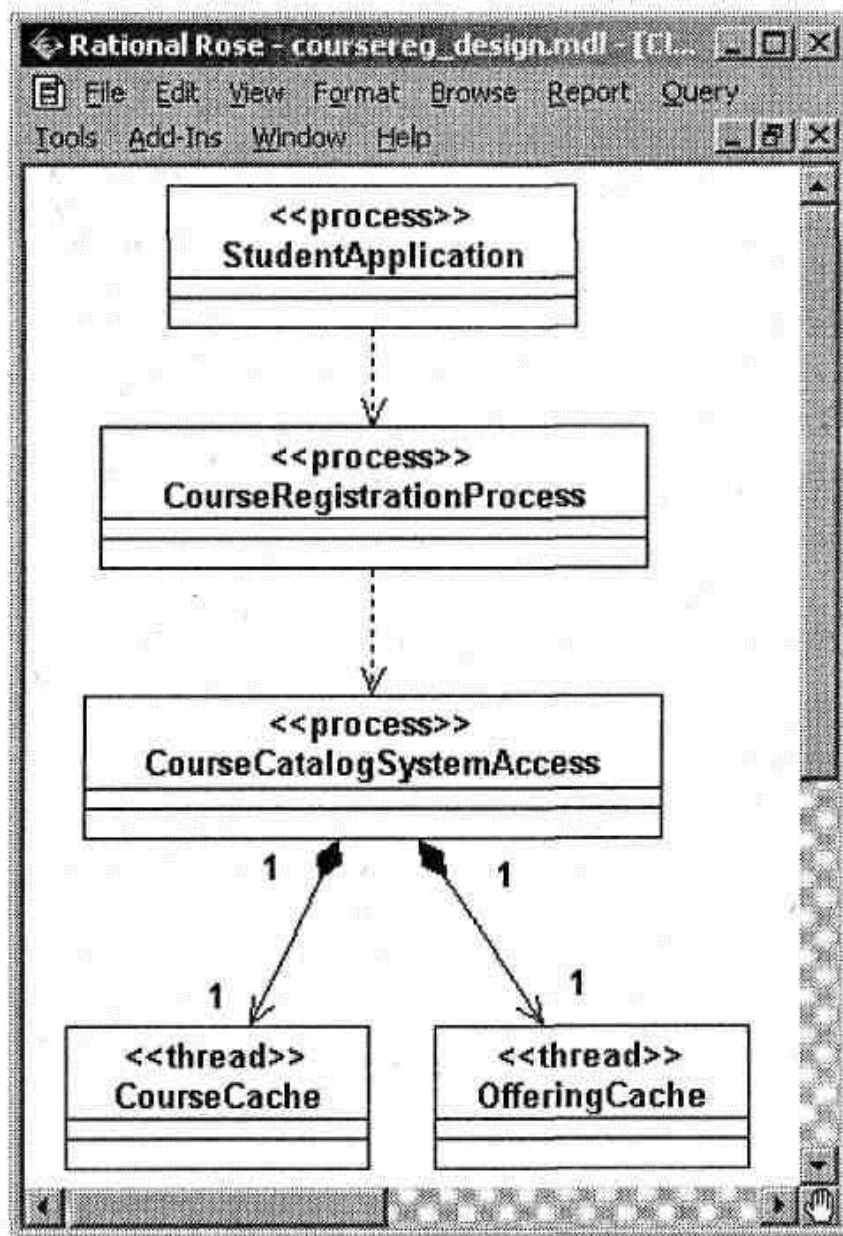 Rational Rose - coursereg_design.mdl - [Cl...
File Edit View Format Browse Report Query
Tools Add-Ins Window Help
<<process>>
StudentApplication
<<process>>
CourseRegistrationProcess
<<process>>
CourseCatalogSystemAccess
1 1
1 1
<<thread>>
CourseCache
<<thread>>
OfferingCache